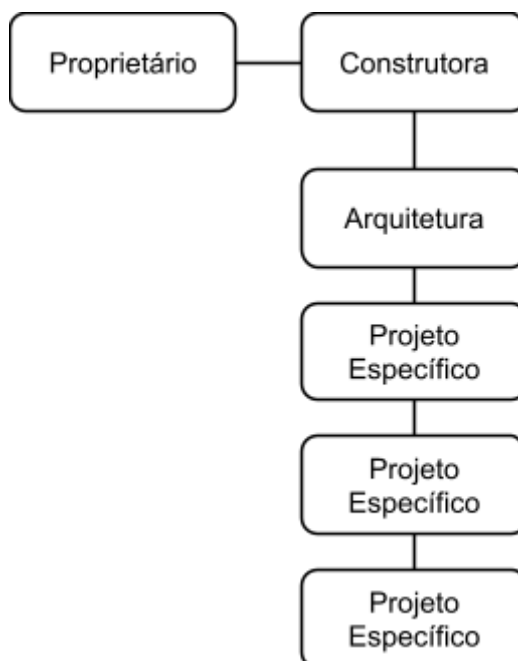 Proprietário
Construtora
Arquitetura
Projeto
Específico
Projeto
Específico
Projeto
Específico